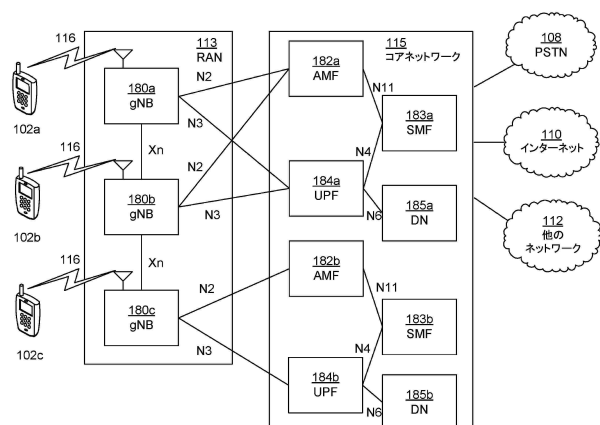 116
102a
116
102b
116
102c
113
RAN
180a
gNB
Xn
180b
gNB
Xn
180c
gNB
N2
N3
N2
N3
N2
N3
115
コアネットワーク
182a
AMF
N11
183a
SMF
N4
184a
UPF
N6
185a
DN
182b
AMF
N11
183b
SMF
N4
184b
UPF
N6
185b
DN
108
PSTN
110
インターネット
112
他の
ネットワーク